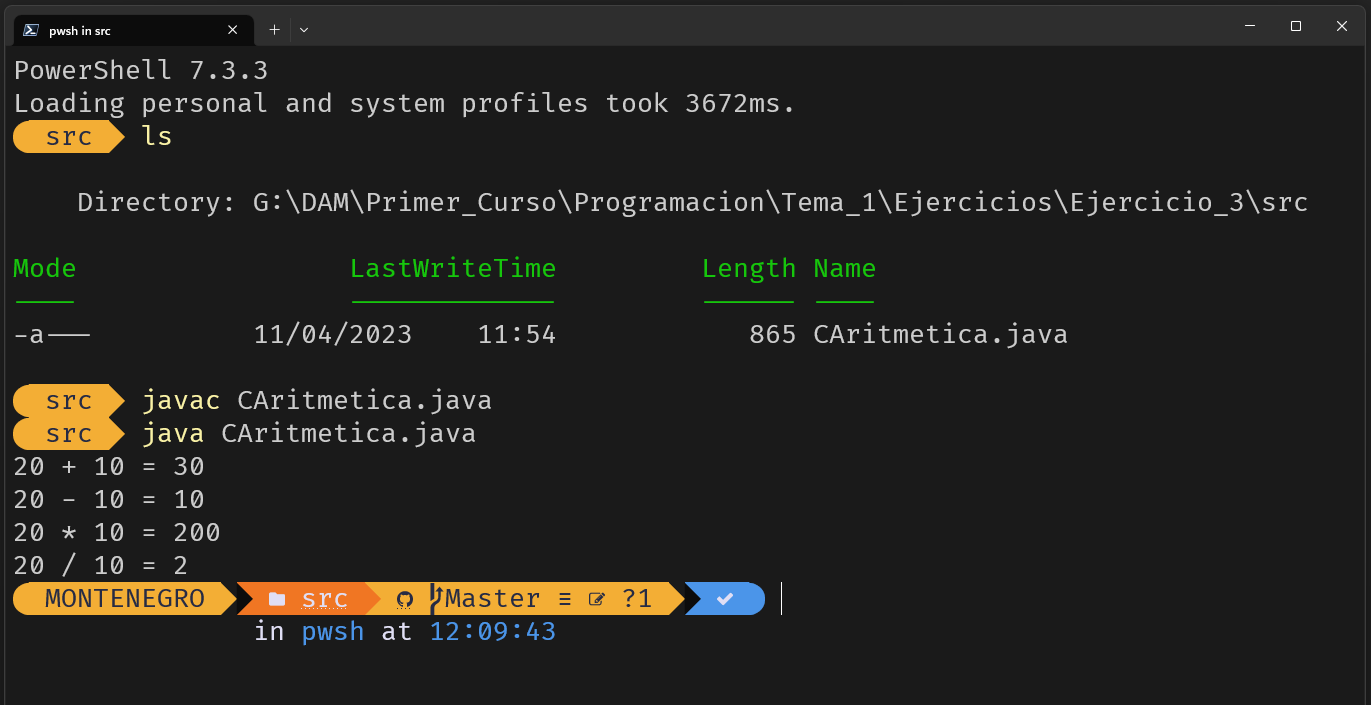 pwsh in src
PowerShell 7.3.3
Loading personal and system profiles took 3672ms.
src ls
Directory: G:\DAM\Primer_Curso\Programacion\Tema_1\Ejercicios\Ejercicio_3\src
Mode LastWriteTime Length Name
---- ------------- ------ ----
-a--- 11/04/2023 11:54 865 CAritmetica.java
src javac CAritmetica.java
src java CAritmetica.java
20 + 10 = 30
20 - 10 = 10
20 * 10 = 200
20 / 10 = 2
MONTENEGRO src Master ≡ ?1
in pwsh at 12:09:43